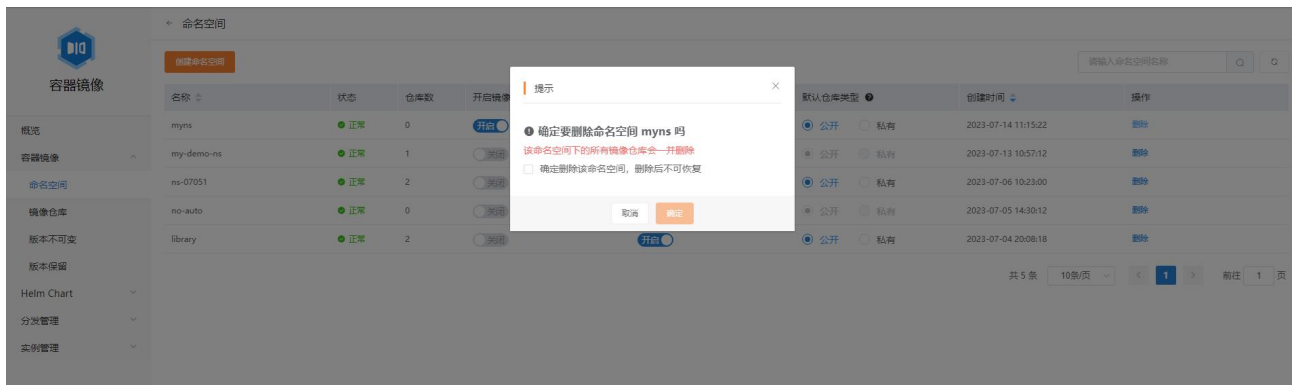 容器镜像
概览
容器镜像
命名空间
镜像仓库
版本不可变
版本保留
Helm Chart
分发管理
实例管理
← 命名空间
创建命名空间
请输入命名空间名称
名称 状态 仓库数 开启镜像 默认仓库类型 创建时间 操作
myns 正常 0 开启 公开 私有 2023-07-14 11:15:22 删除
my-demo-ns 正常 1 关闭 公开 私有 2023-07-13 10:57:12 删除
ns-07051 正常 2 关闭 公开 私有 2023-07-06 10:23:00 删除
no-auto 正常 0 关闭 公开 私有 2023-07-05 14:30:12 删除
library 正常 2 关闭 开启 公开 私有 2023-07-04 20:08:18 删除
共 5 条 10条/页 < 1 > 前往 1 页
提示 ×
确定要删除命名空间 myns 吗
该命名空间下的所有镜像仓库会一并删除
确定删除该命名空间，删除后不可恢复
取消 确定